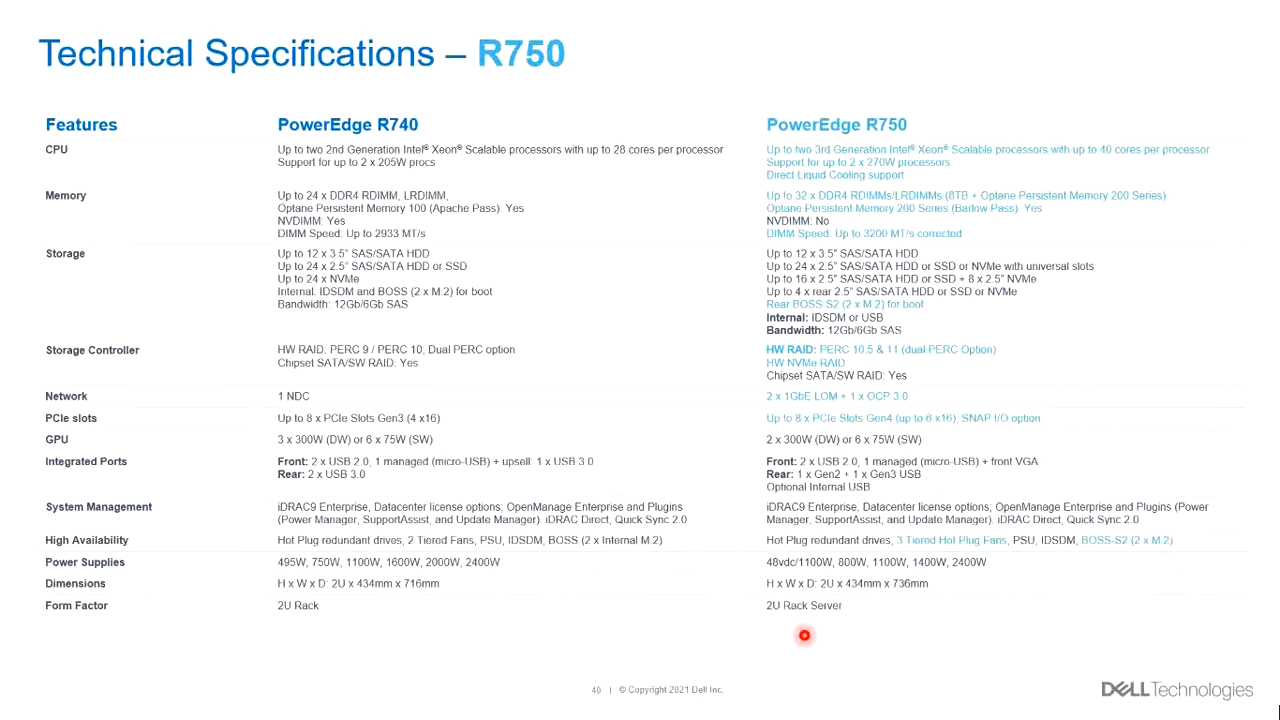 Technical Specifications – R750
Features PowerEdge R740 PowerEdge R750
CPU Up to two 2nd Generation Intel® Xeon® Scalable processors with up to 28 cores per processor Up to two 3rd Generation Intel® Xeon® Scalable processors with up to 40 cores per processor
Support for up to 2 x 205W procs Support for up to 2 x 270W processors
Direct Liquid Cooling support
Memory Up to 24 x DDR4 RDIMM, LRDIMM, Up to 32 x DDR4 RDIMMs/LRDIMMs (8TB + Optane Persistent Memory 200 Series)
Optane Persistent Memory 100 (Apache Pass): Yes Optane Persistent Memory 200 Series (Barlow Pass): Yes
NVDIMM: Yes NVDIMM: No
DIMM Speed: Up to 2933 MT/s DIMM Speed: Up to 3200 MT/s corrected
Storage Up to 12 x 3.5” SAS/SATA HDD Up to 12 x 3.5” SAS/SATA HDD
Up to 24 x 2.5” SAS/SATA HDD or SSD Up to 24 x 2.5” SAS/SATA HDD or SSD or NVMe with universal slots
Up to 24 x NVMe Up to 16 x 2.5” SAS/SATA HDD or SSD + 8 x 2.5” NVMe
Internal: IDSDM and BOSS (2 x M.2) for boot Up to 4 x rear 2.5” SAS/SATA HDD or SSD or NVMe
Bandwidth: 12Gb/6Gb SAS Rear BOSS-S2 (2 x M.2) for boot
Internal: IDSDM or USB
Bandwidth: 12Gb/6Gb SAS
Storage Controller HW RAID: PERC 9 / PERC 10, Dual PERC option HW RAID: PERC 10.5 & 11 (dual PERC Option)
Chipset SATA/SW RAID: Yes HW NVMe RAID
Chipset SATA/SW RAID: Yes
Network 1 NDC 2 x 1GbE LOM + 1 x OCP 3.0
PCIe slots Up to 8 x PCIe Slots Gen3 (4 x16) Up to 8 x PCIe Slots Gen4 (up to 6 x16), SNAP I/O option
GPU 3 x 300W (DW) or 6 x 75W (SW) 2 x 300W (DW) or 6 x 75W (SW)
Integrated Ports Front: 2 x USB 2.0, 1 managed (micro-USB) + upsell: 1 x USB 3.0 Front: 2 x USB 2.0, 1 managed (micro-USB) + front VGA
Rear: 2 x USB 3.0 Rear: 1 x Gen2 + 1 x Gen3 USB
Optional Internal USB
System Management iDRAC9 Enterprise, Datacenter license options; OpenManage Enterprise and Plugins iDRAC9 Enterprise, Datacenter license options; OpenManage Enterprise and Plugins (Power
(Power Manager, SupportAssist, and Update Manager). iDRAC Direct, Quick Sync 2.0 Manager, SupportAssist, and Update Manager). iDRAC Direct, Quick Sync 2.0
High Availability Hot Plug redundant drives, 2 Tiered Fans, PSU, IDSDM, BOSS (2 x Internal M.2) Hot Plug redundant drives, 3 Tiered Hot Plug Fans, PSU, IDSDM, BOSS-S2 (2 x M.2)
Power Supplies 495W, 750W, 1100W, 1600W, 2000W, 2400W 48vdc/1100W, 800W, 1100W, 1400W, 2400W
Dimensions H x W x D: 2U x 434mm x 716mm H x W x D: 2U x 434mm x 736mm
Form Factor 2U Rack 2U Rack Server
40 | © Copyright 2021 Dell Inc.
DELLTechnologies